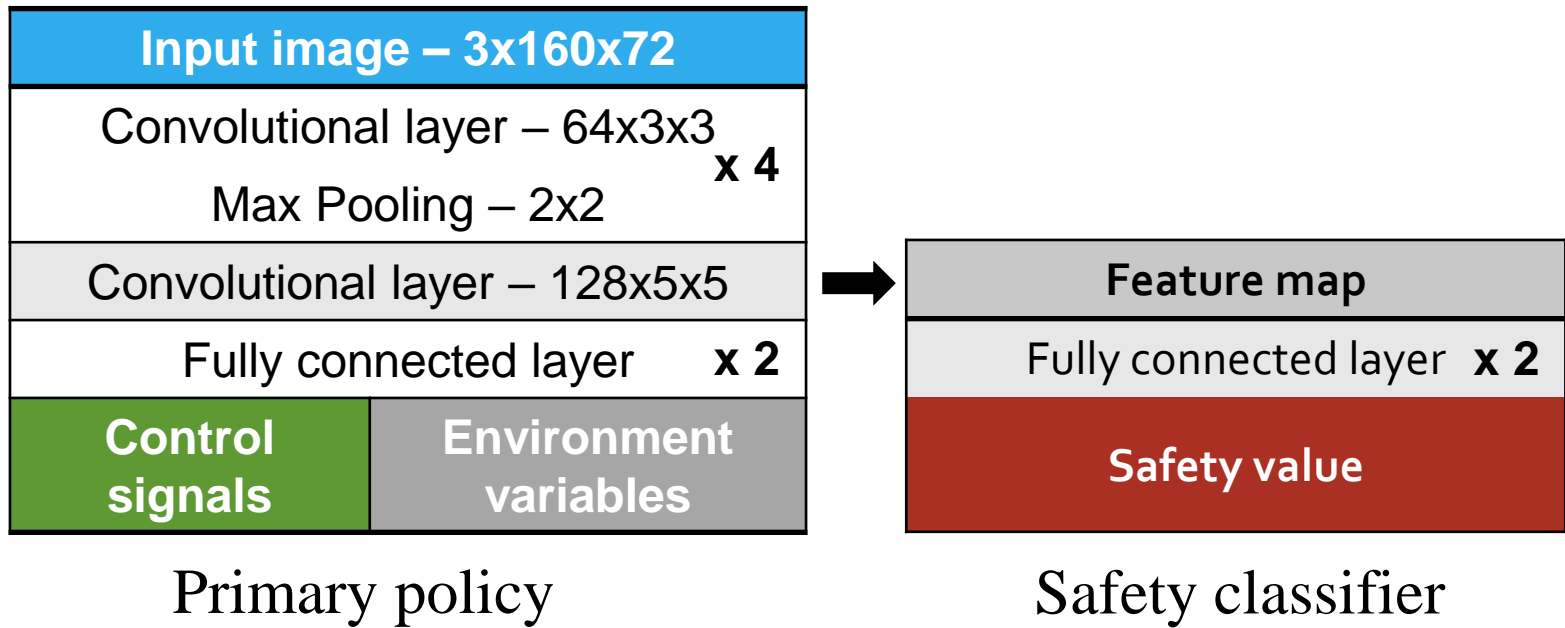 Input image – 3x160x72
Convolutional layer – 64x3x3
x 4
Max Pooling – 2x2
Convolutional layer – 128x5x5
Fully connected layer x 2
Control signals
Environment variables
Primary policy
Feature map
Fully connected layer x 2
Safety value
Safety classifier